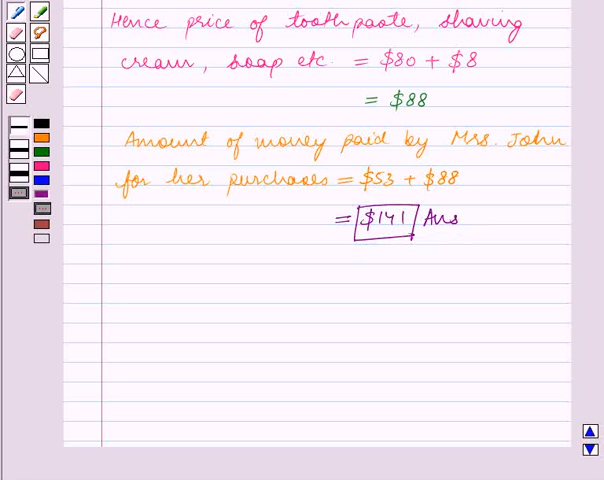 Hence price of toothpaste, shaving
cream, soap etc. = $80 + $8
= $88
Amount of money paid by Mrs. John
for her purchases = $53 + $88
= $141 Ans